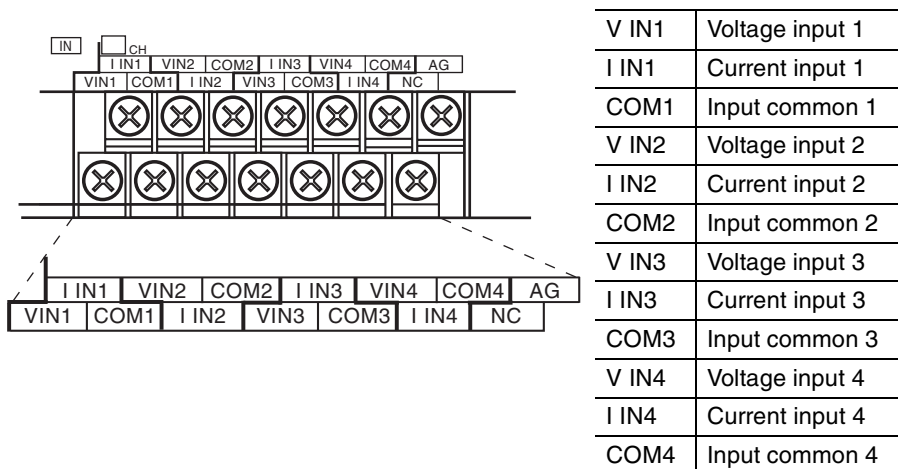 IN
CH
I IN1 VIN2 COM2 I IN3 VIN4 COM4 AG
VIN1 COM1 I IN2 VIN3 COM3 I IN4 NC
I IN1 VIN2 COM2 I IN3 VIN4 COM4 AG
VIN1 COM1 I IN2 VIN3 COM3 I IN4 NC
V IN1 Voltage input 1
I IN1 Current input 1
COM1 Input common 1
V IN2 Voltage input 2
I IN2 Current input 2
COM2 Input common 2
V IN3 Voltage input 3
I IN3 Current input 3
COM3 Input common 3
V IN4 Voltage input 4
I IN4 Current input 4
COM4 Input common 4